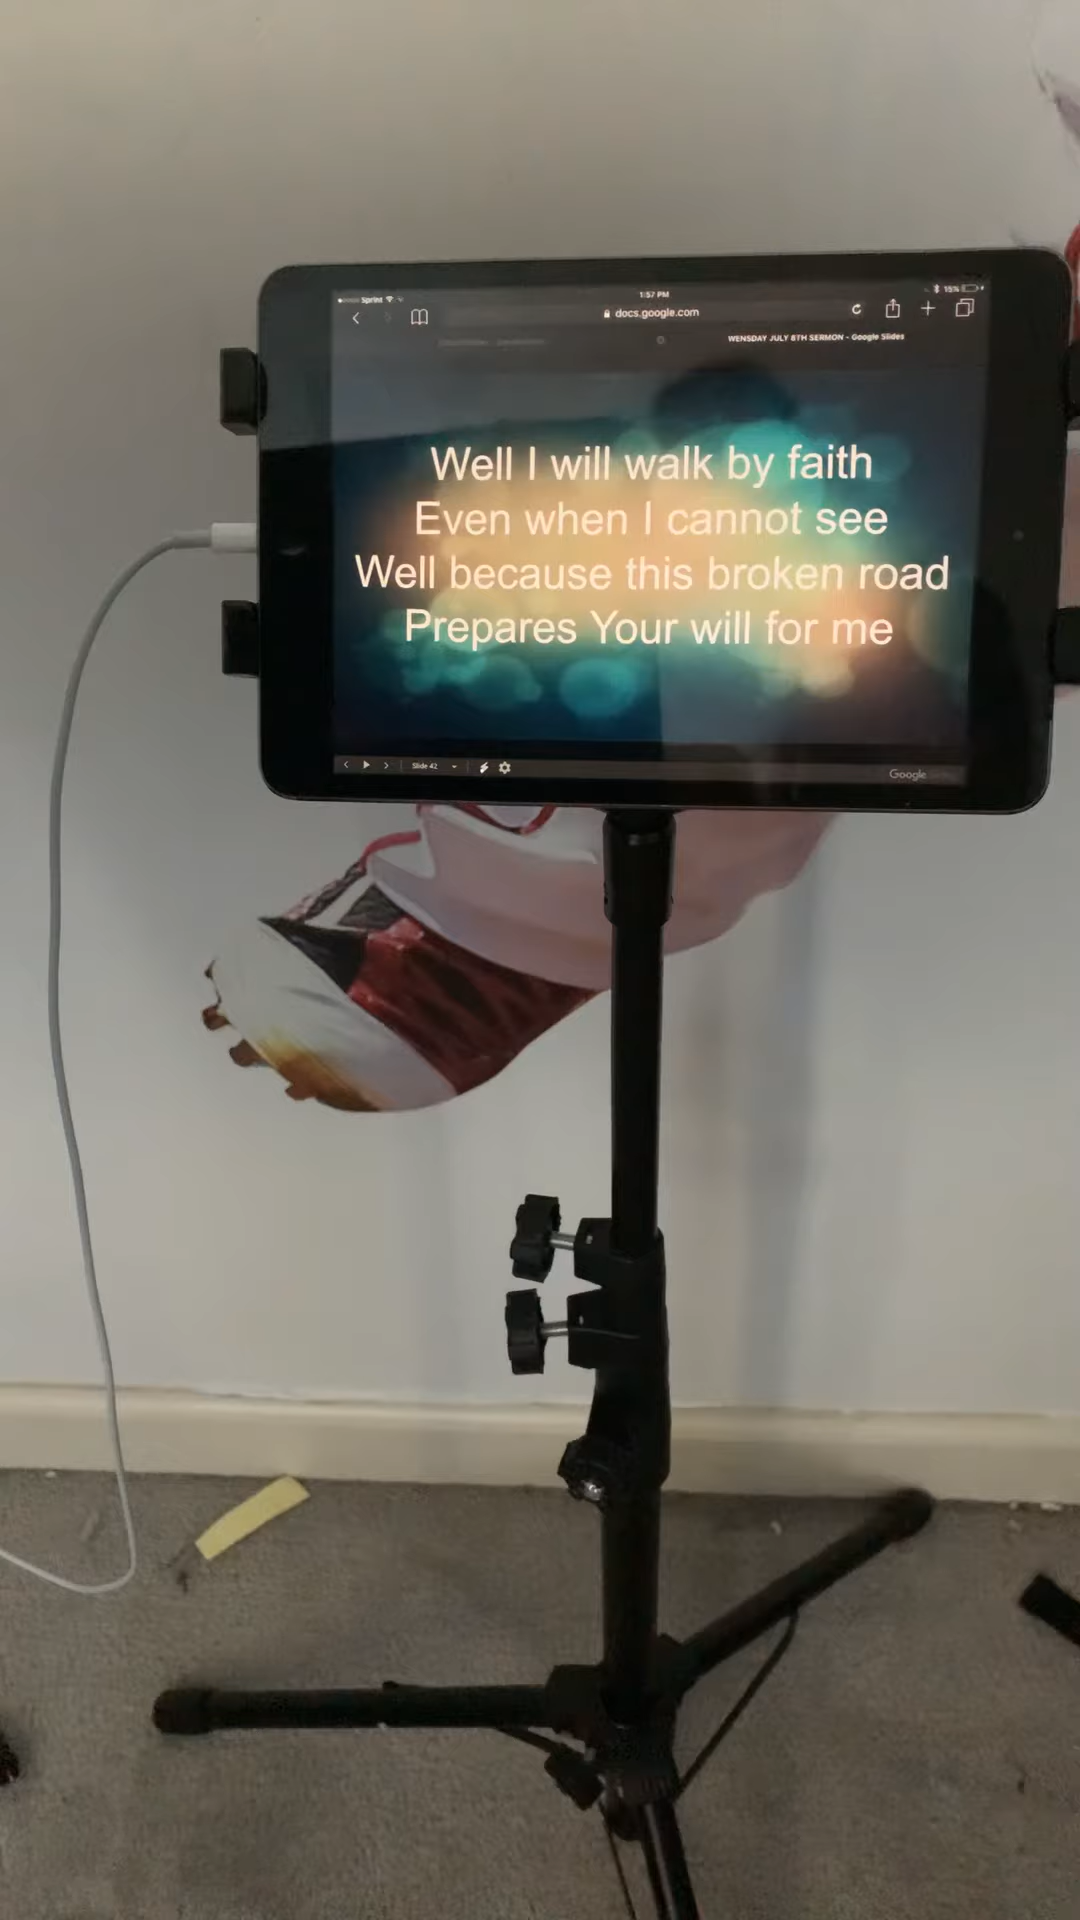 Sprint
1:57 PM
15%
docs.google.com
WENSDAY JULY 8TH SERMON - Google Slides
Well I will walk by faith
Even when I cannot see
Well because this broken road
Prepares Your will for me
Slide 42
Google